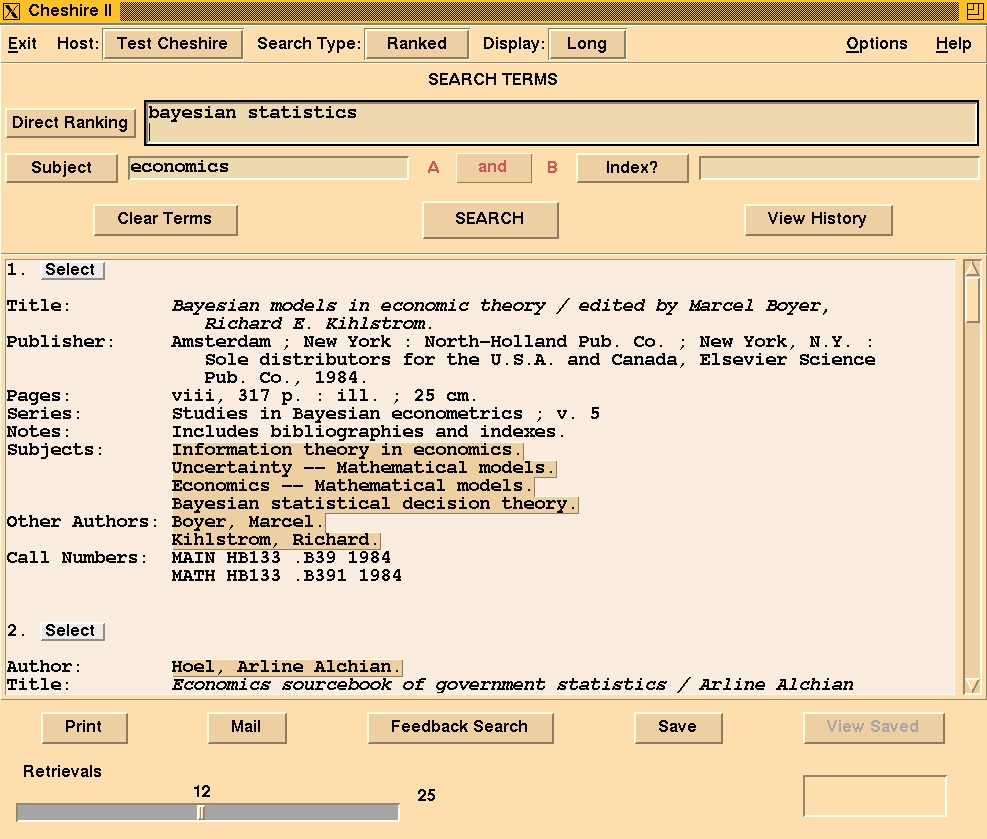 Cheshire II
Exit Host: Test Cheshire Search Type: Ranked Display: Long Options Help
SEARCH TERMS
Direct Ranking bayesian statistics
Subject economics A and B Index?
Clear Terms SEARCH View History
1. Select
Title: Bayesian models in economic theory / edited by Marcel Boyer,
Richard E. Kihlstrom.
Publisher: Amsterdam ; New York : North-Holland Pub. Co. ; New York, N.Y. :
Sole distributors for the U.S.A. and Canada, Elsevier Science
Pub. Co., 1984.
Pages: viii, 317 p. : ill. ; 25 cm.
Series: Studies in Bayesian econometrics ; v. 5
Notes: Includes bibliographies and indexes.
Subjects: Information theory in economics.
Uncertainty -- Mathematical models.
Economics -- Mathematical models.
Bayesian statistical decision theory.
Other Authors: Boyer, Marcel.
Kihlstrom, Richard.
Call Numbers: MAIN HB133 .B39 1984
MATH HB133 .B391 1984
2. Select
Author: Hoel, Arline Alchian.
Title: Economics sourcebook of government statistics / Arline Alchian
Print Mail Feedback Search Save View Saved
Retrievals
12 25